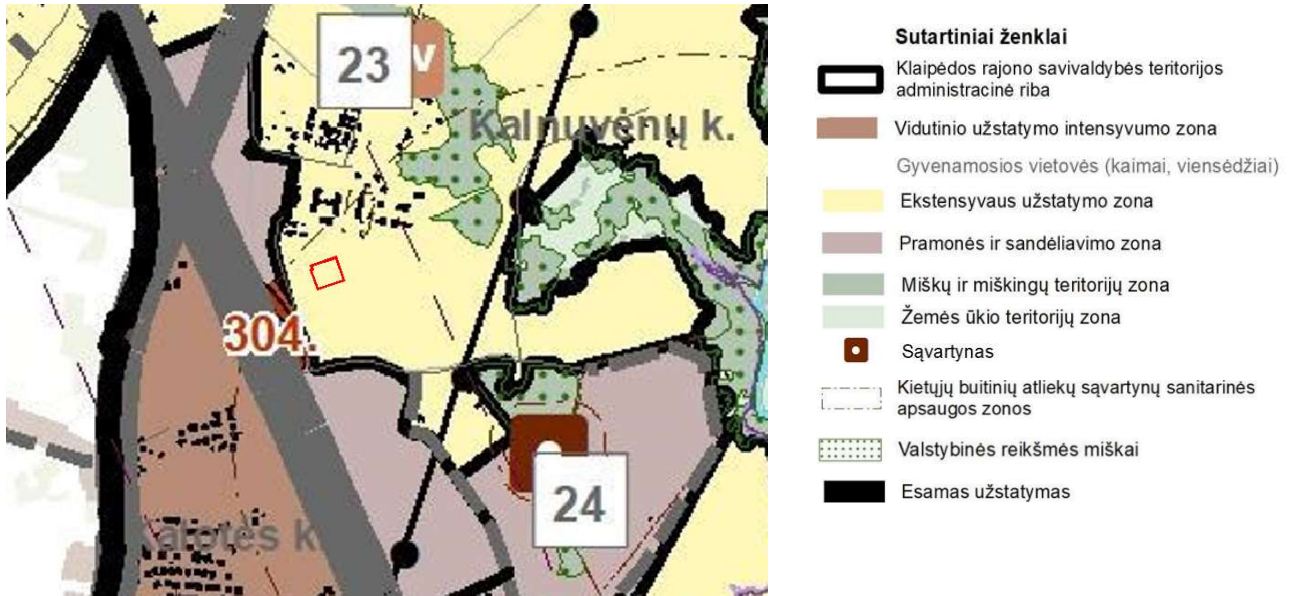 23
v
Kalnuvėnų k.
304.
24
Kalotės k.
Sutartiniai ženklai
Klaipėdos rajono savivaldybės teritorijos
administracinė riba
Vidutinio užstatymo intensyvumo zona
Gyvenamosios vietovės (kaimai, viensėdžiai)
Ekstensyvaus užstatymo zona
Pramonės ir sandėliavimo zona
Miškų ir miškingų teritorijų zona
Žemės ūkio teritorijų zona
Sąvartynas
Kietųjų buitinių atliekų sąvartynų sanitarinės
apsaugos zonos
Valstybinės reikšmės miškai
Esamas užstatymas